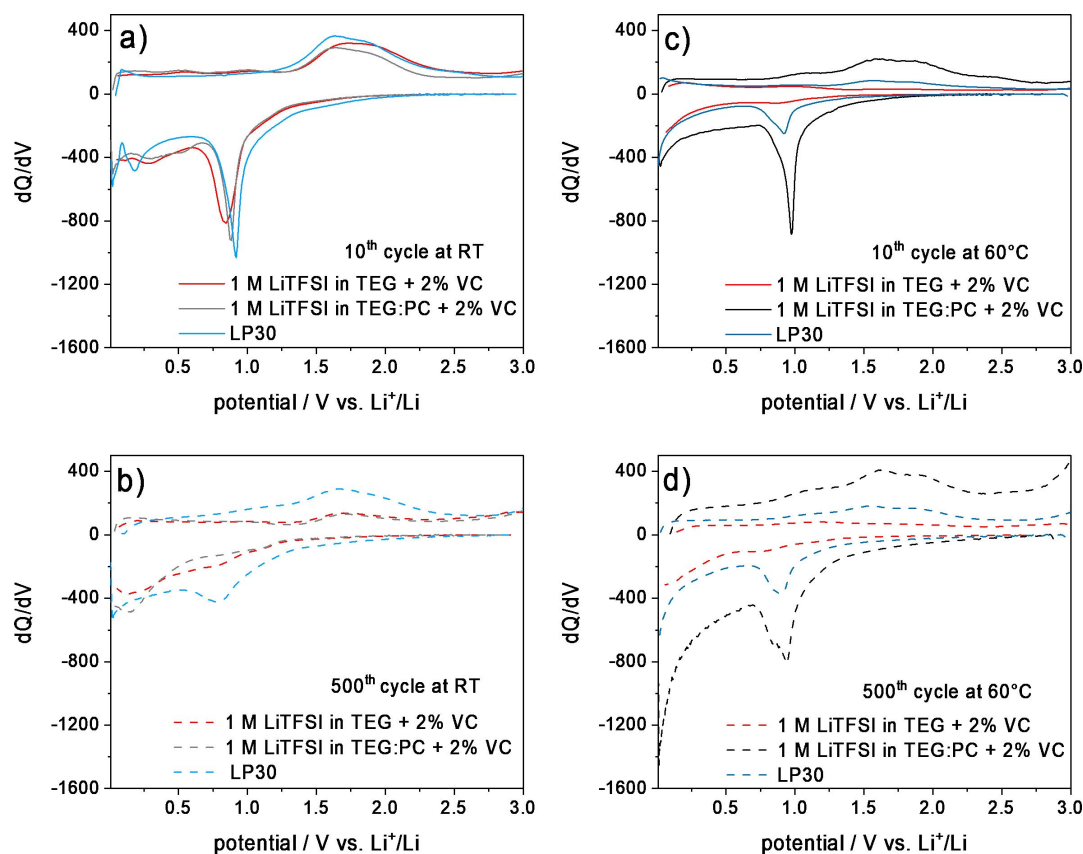 a)
400
0
-400
-800
-1200
-1600
dQ/dV
10th cycle at RT
1 M LiTFSI in TEG + 2% VC
1 M LiTFSI in TEG:PC + 2% VC
LP30
0.5 1.0 1.5 2.0 2.5 3.0
potential / V vs. Li⁺/Li
c)
400
0
-400
-800
-1200
-1600
dQ/dV
10th cycle at 60°C
1 M LiTFSI in TEG + 2% VC
1 M LiTFSI in TEG:PC + 2% VC
LP30
0.5 1.0 1.5 2.0 2.5 3.0
potential / V vs. Li⁺/Li
b)
400
0
-400
-800
-1200
-1600
dQ/dV
500th cycle at RT
1 M LiTFSI in TEG + 2% VC
1 M LiTFSI in TEG:PC + 2% VC
LP30
0.5 1.0 1.5 2.0 2.5 3.0
potential / V vs. Li⁺/Li
d)
400
0
-400
-800
-1200
-1600
dQ/dV
500th cycle at 60°C
1 M LiTFSI in TEG + 2% VC
1 M LiTFSI in TEG:PC + 2% VC
LP30
0.5 1.0 1.5 2.0 2.5 3.0
potential / V vs. Li⁺/Li